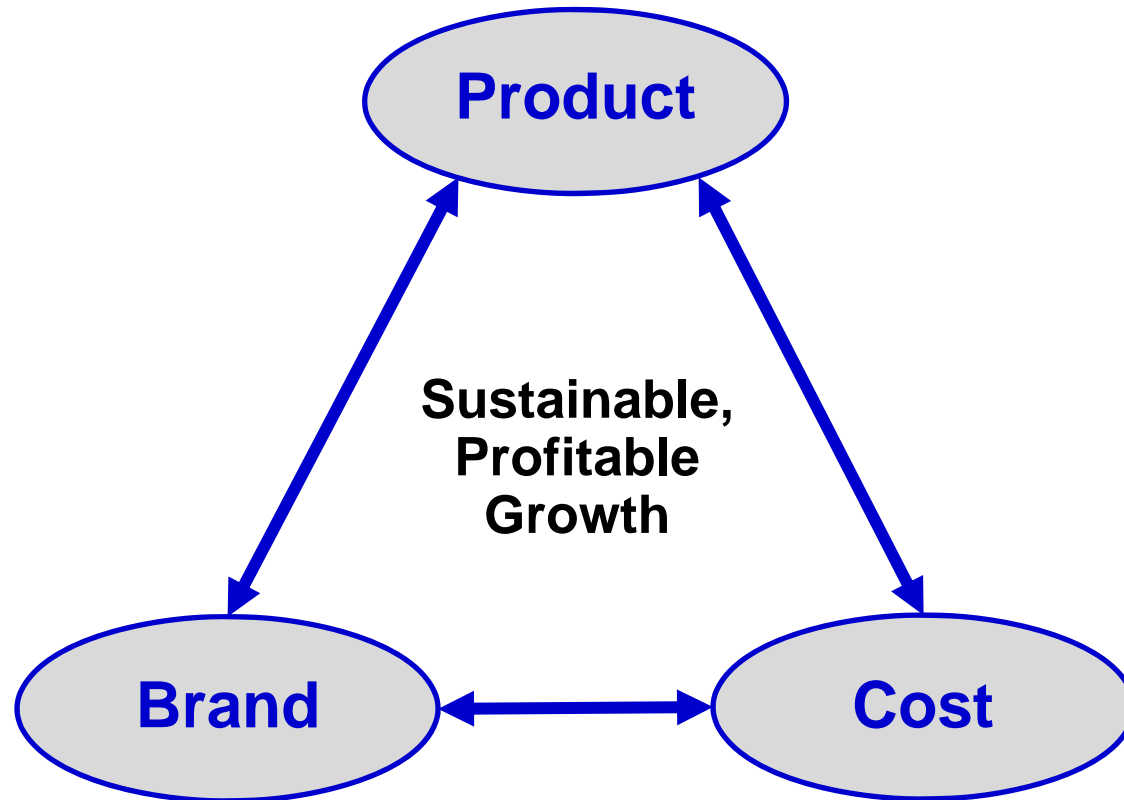 Product
Sustainable,
Profitable
Growth
Brand
Cost